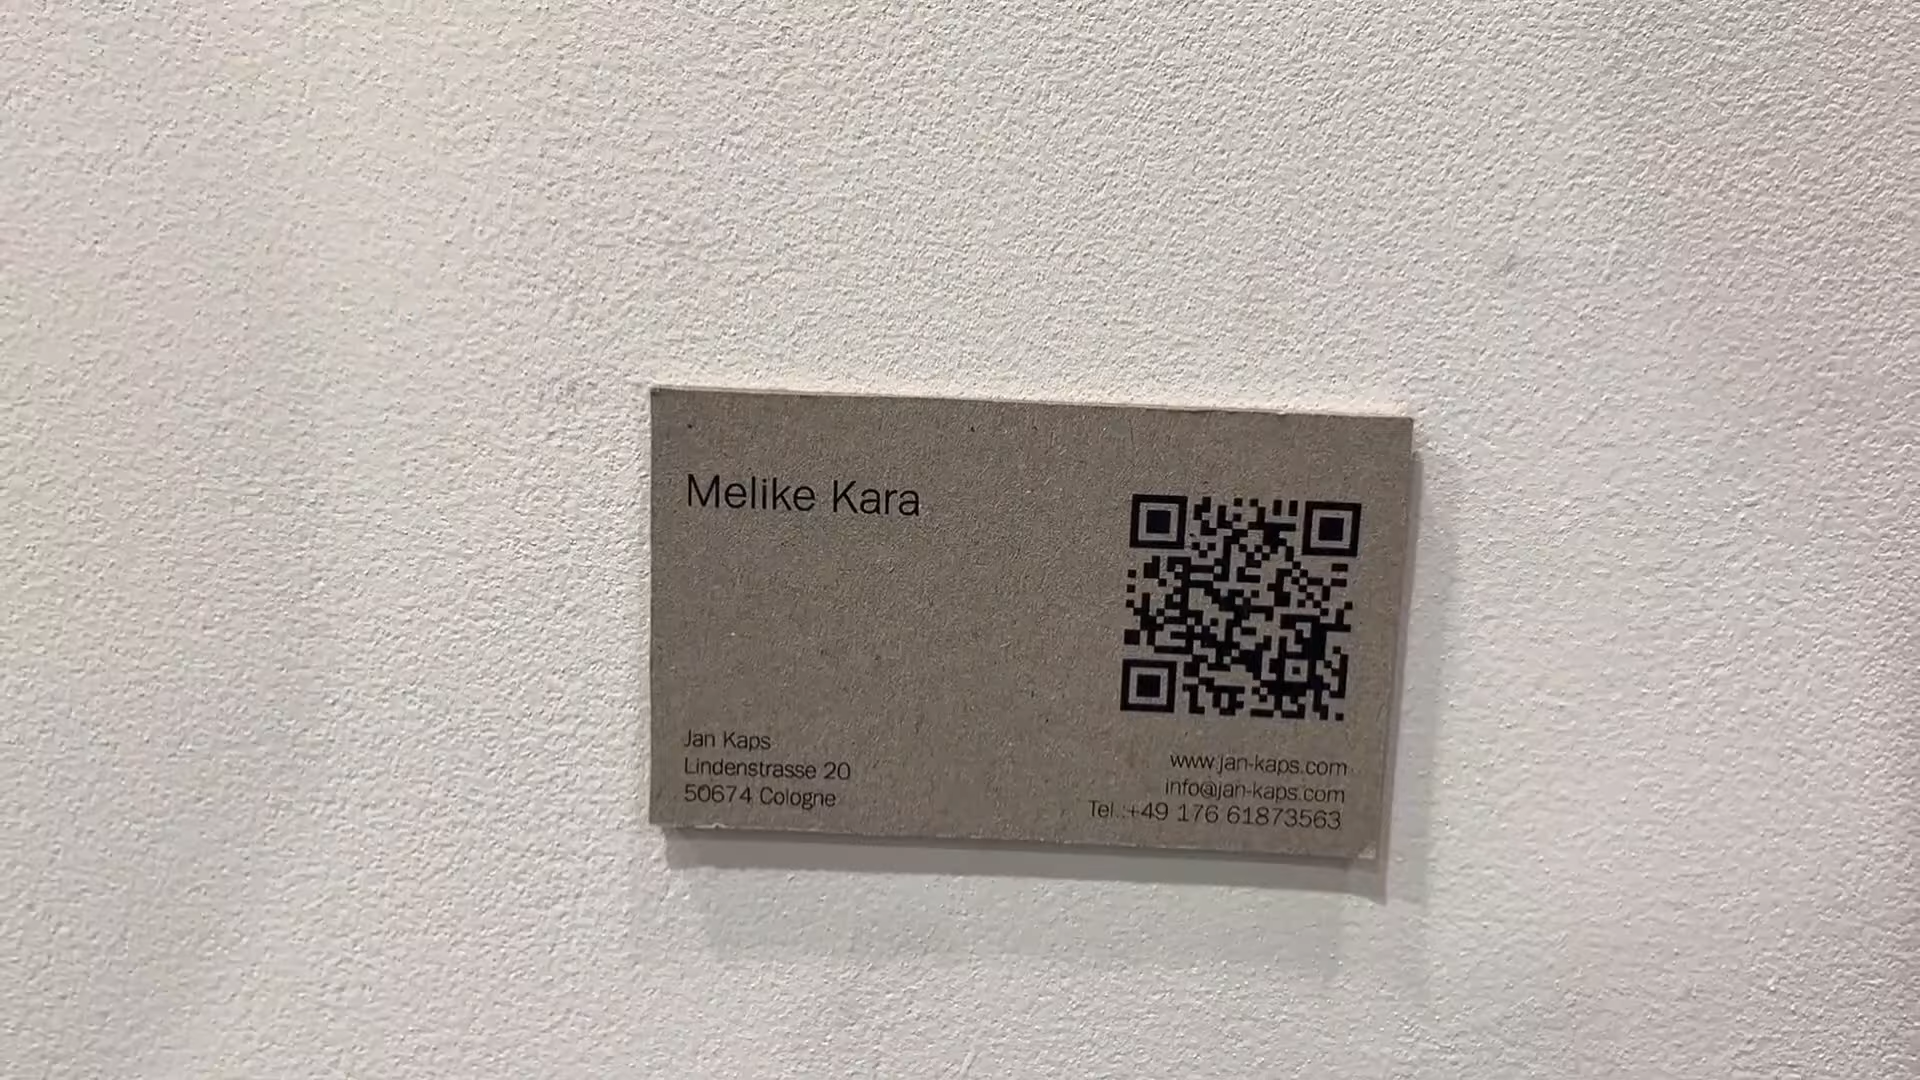 Melike Kara
Jan Kaps
Lindenstrasse 20
50674 Cologne
www.jan-kaps.com
info@jan-kaps.com
Tel.:+49 176 61873563